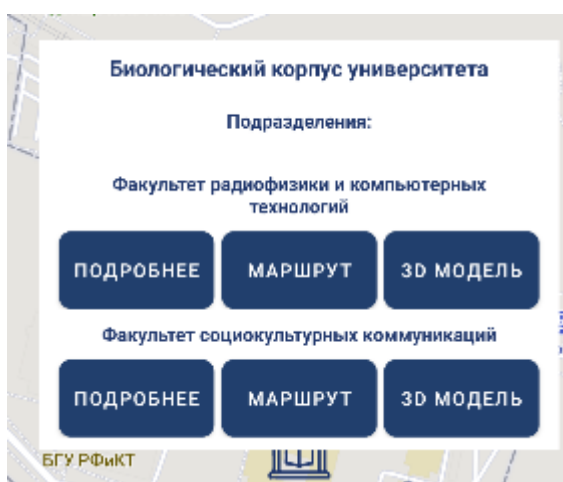 Биологический корпус университета
Подразделения:
Факультет радиофизики и компьютерных
технологий
ПОДРОБНЕЕ МАРШРУТ 3D МОДЕЛЬ
Факультет социокультурных коммуникаций
ПОДРОБНЕЕ МАРШРУТ 3D МОДЕЛЬ
БГУ РФиКТ